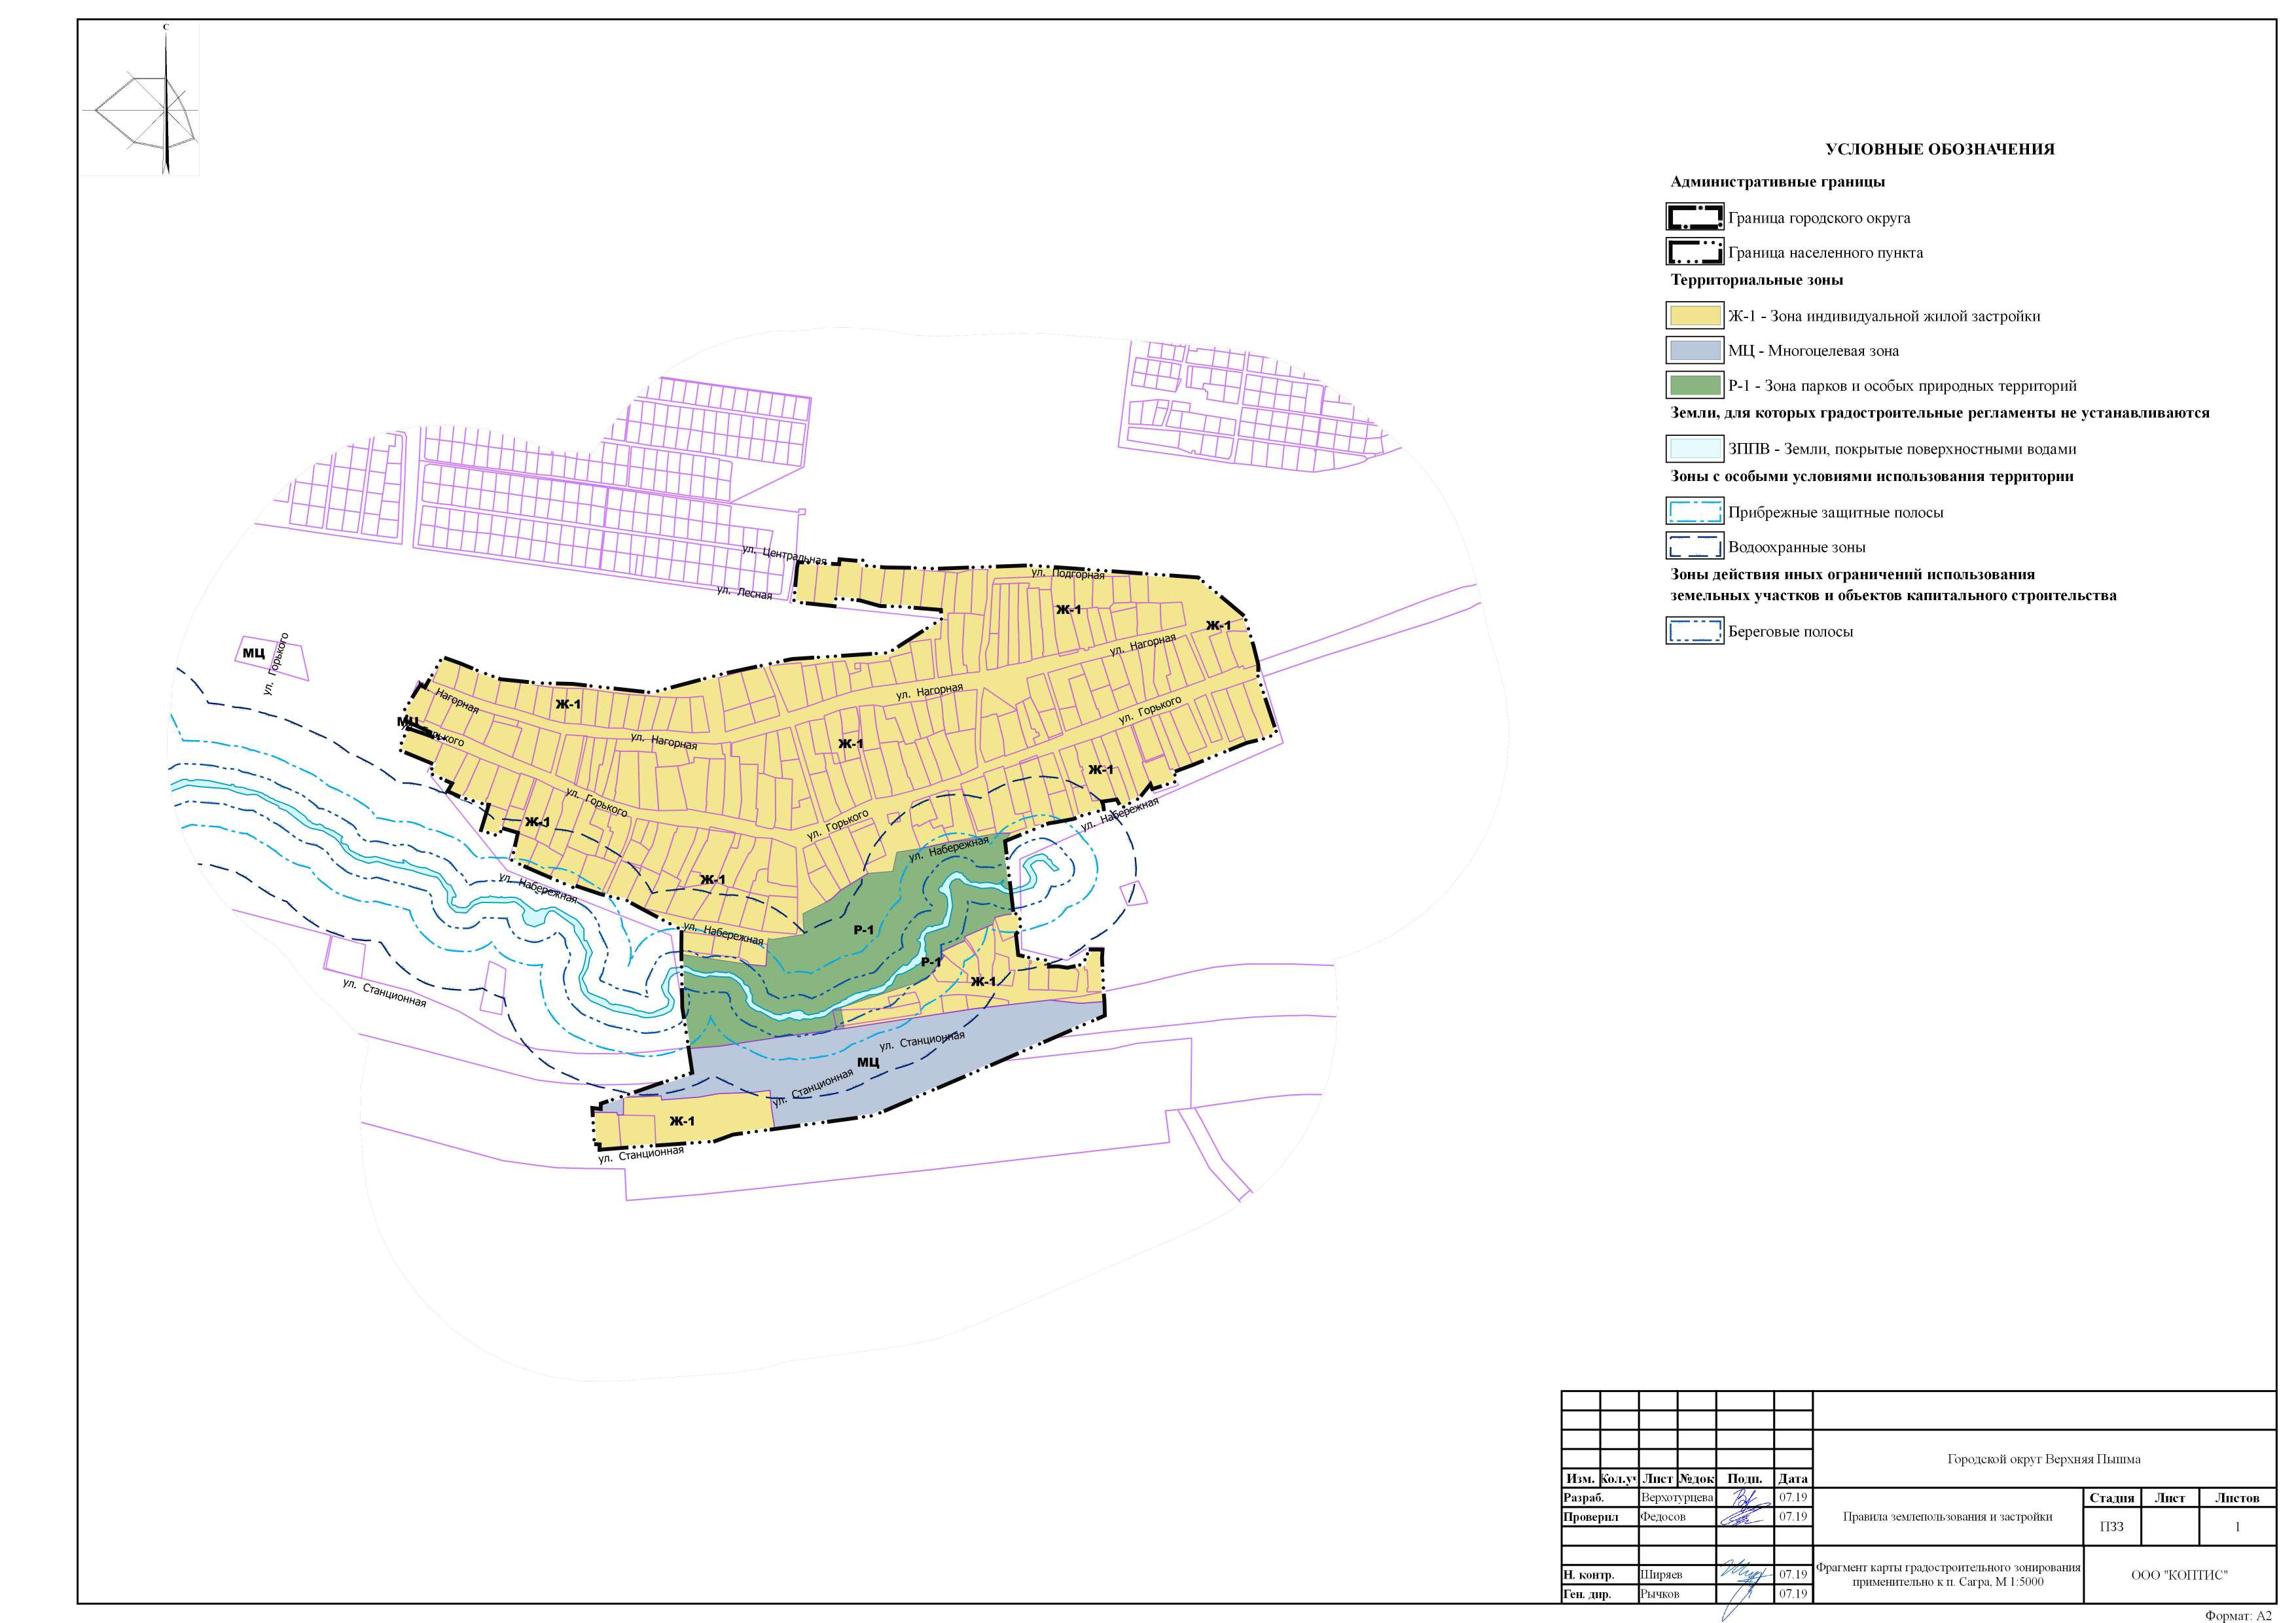 С
УСЛОВНЫЕ ОБОЗНАЧЕНИЯ
Административные границы
Граница городского округа
Граница населенного пункта
Территориальные зоны
Ж-1 - Зона индивидуальной жилой застройки
МЦ - Многоцелевая зона
Р-1 - Зона парков и особых природных территорий
Земли, для которых градостроительные регламенты не устанавливаются
ЗППВ - Земли, покрытые поверхностными водами
Зоны с особыми условиями использования территории
Прибрежные защитные полосы
Водоохранные зоны
Зоны действия иных ограничений использования
земельных участков и объектов капитального строительства
Береговые полосы
ул. Центральная
ул. Лесная
ул. Подгорная
Ж-1
Ж-1
ул. Нагорная
МЦ
ул. Горького
Нагорная
Ж-1
ул. Нагорная
ул. Горького
МЦ
ул. Нагорная
Ж-1
Ж-1
ул. Горького
ул. Набережная
Ж-1
ул. Горького
ул. Набережная
Ж-1
ул. Набережная
ул. Набережная
Р-1
Р-1
Ж-1
ул. Станционная
ул. Станционная
МЦ
ул. Станционная
Ж-1
ул. Станционная
Городской округ Верхняя Пышма
Изм. Кол.уч Лист №док Подп. Дата
Разраб. Верхотурцева 07.19
Проверил Федосов 07.19
Правила землепользования и застройки
Стадия Лист Листов
ПЗЗ 1
Н. контр. Ширяев 07.19
Ген. дир. Рычков 07.19
Фрагмент карты градостроительного зонирования
применительно к п. Сагра, М 1:5000
ООО "КОПТИС"
Формат: А2